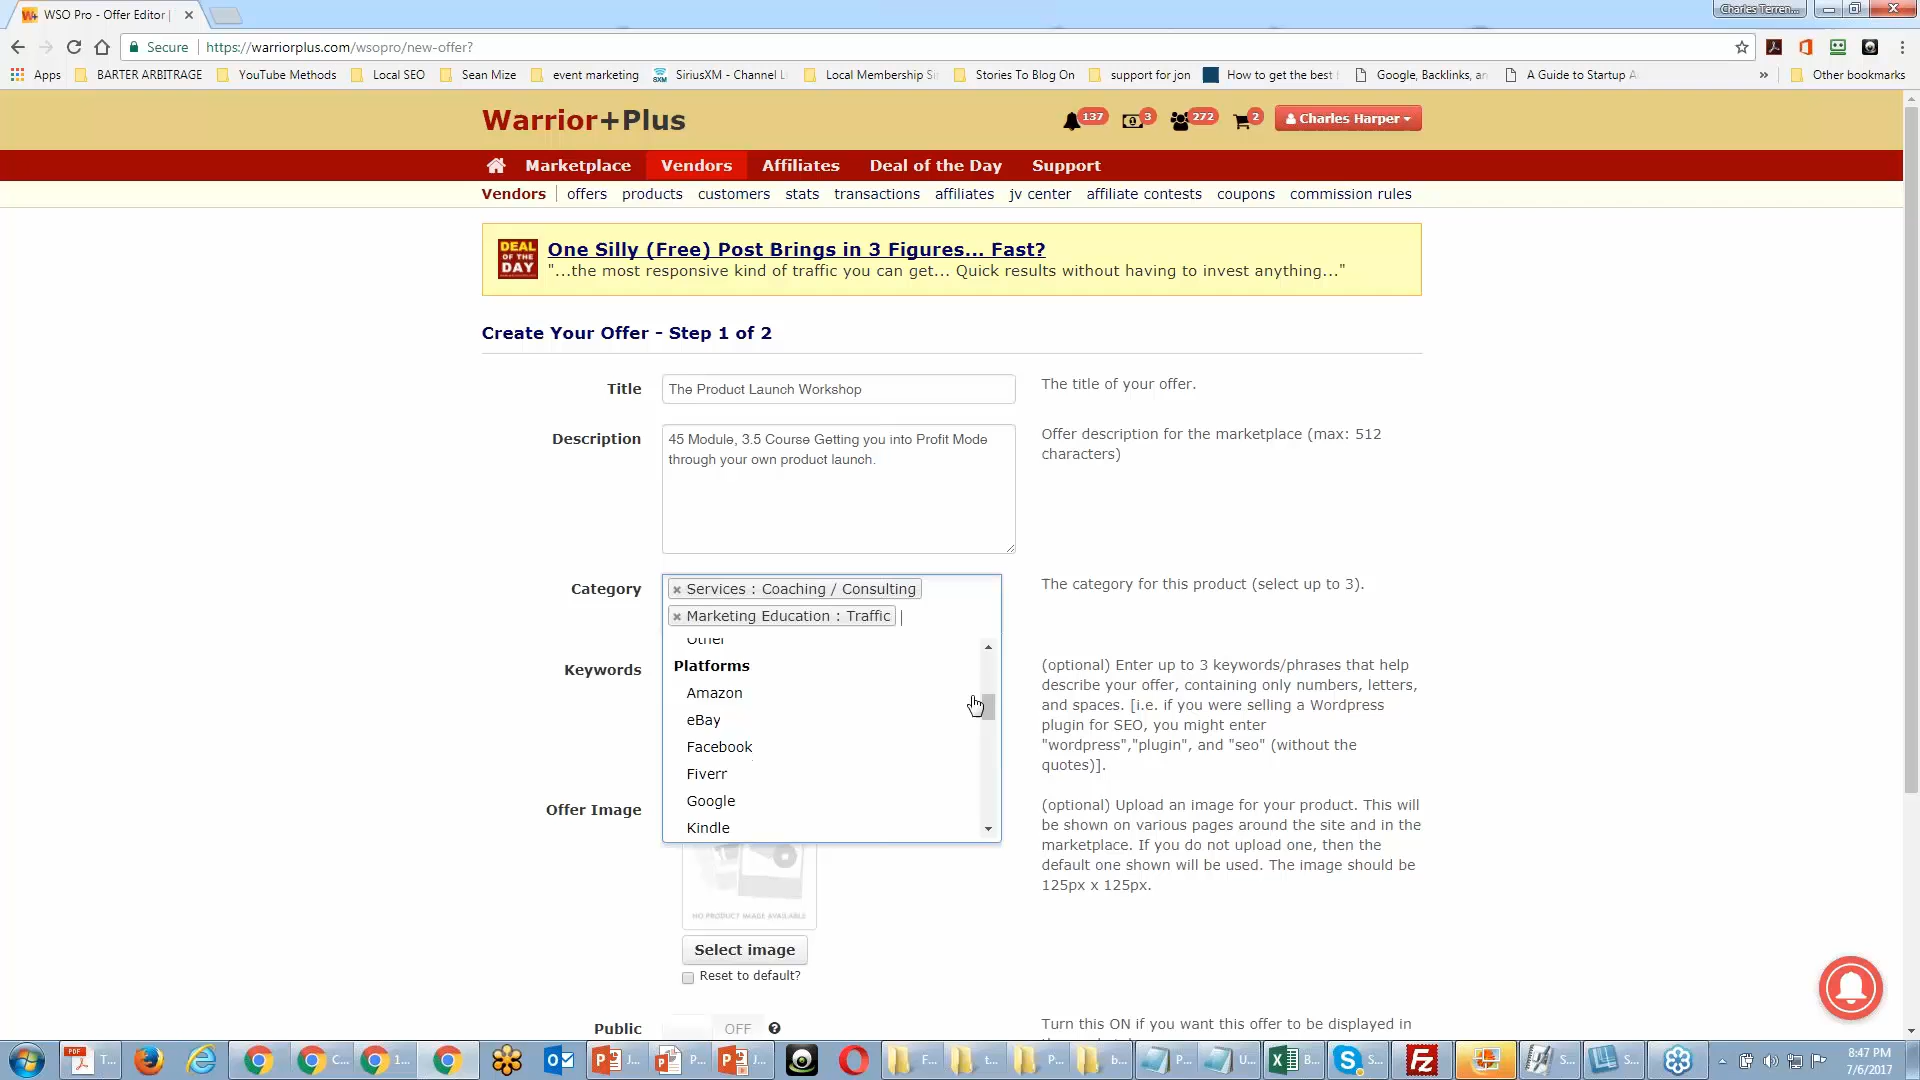 WSO Pro - Offer Editor
Charles Terren...
Secure
https://warriorplus.com/wsopro/new-offer?
Apps
BARTER ARBITRAGE
YouTube Methods
Local SEO
Sean Mize
event marketing
SiriusXM - Channel L
Local Membership Si
Stories To Blog On
support for jon
How to get the best
Google, Backlinks, an
A Guide to Startup A
»
Other bookmarks
Warrior+Plus
137
3
272
2
Charles Harper
Marketplace
Vendors
Affiliates
Deal of the Day
Support
Vendors
offers
products
customers
stats
transactions
affiliates
jv center
affiliate contests
coupons
commission rules
DEAL
OF THE
DAY
One Silly (Free) Post Brings in 3 Figures... Fast?
"...the most responsive kind of traffic you can get... Quick results without having to invest anything..."
Create Your Offer - Step 1 of 2
Title
The Product Launch Workshop
The title of your offer.
Description
45 Module, 3.5 Course Getting you into Profit Mode
through your own product launch.
Offer description for the marketplace (max: 512
characters)
Category
× Services : Coaching / Consulting
× Marketing Education : Traffic
The category for this product (select up to 3).
Other
Platforms
Amazon
eBay
Facebook
Fiverr
Google
Kindle
Keywords
(optional) Enter up to 3 keywords/phrases that help
describe your offer, containing only numbers, letters,
and spaces. [i.e. if you were selling a Wordpress
plugin for SEO, you might enter
"wordpress","plugin", and "seo" (without the
quotes)].
Offer Image
NO PRODUCT IMAGE AVAILABLE
Select image
Reset to default?
(optional) Upload an image for your product. This will
be shown on various pages around the site and in the
marketplace. If you do not upload one, then the
default one shown will be used. The image should be
125px x 125px.
Public
OFF
Turn this ON if you want this offer to be displayed in
PDF
T...
C...
1...
J...
P...
J...
F...
t...
P...
b...
P...
U...
B...
S...
S...
S...
8:47 PM
7/6/2017